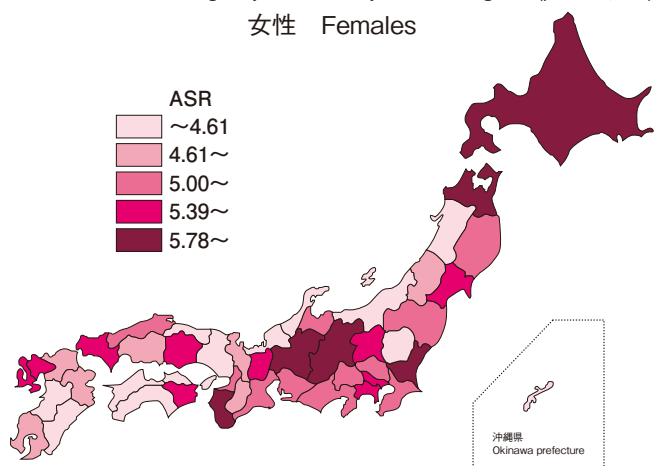 女性 Females
ASR
～4.61
4.61～
5.00～
5.39～
5.78～
沖縄県
Okinawa prefecture